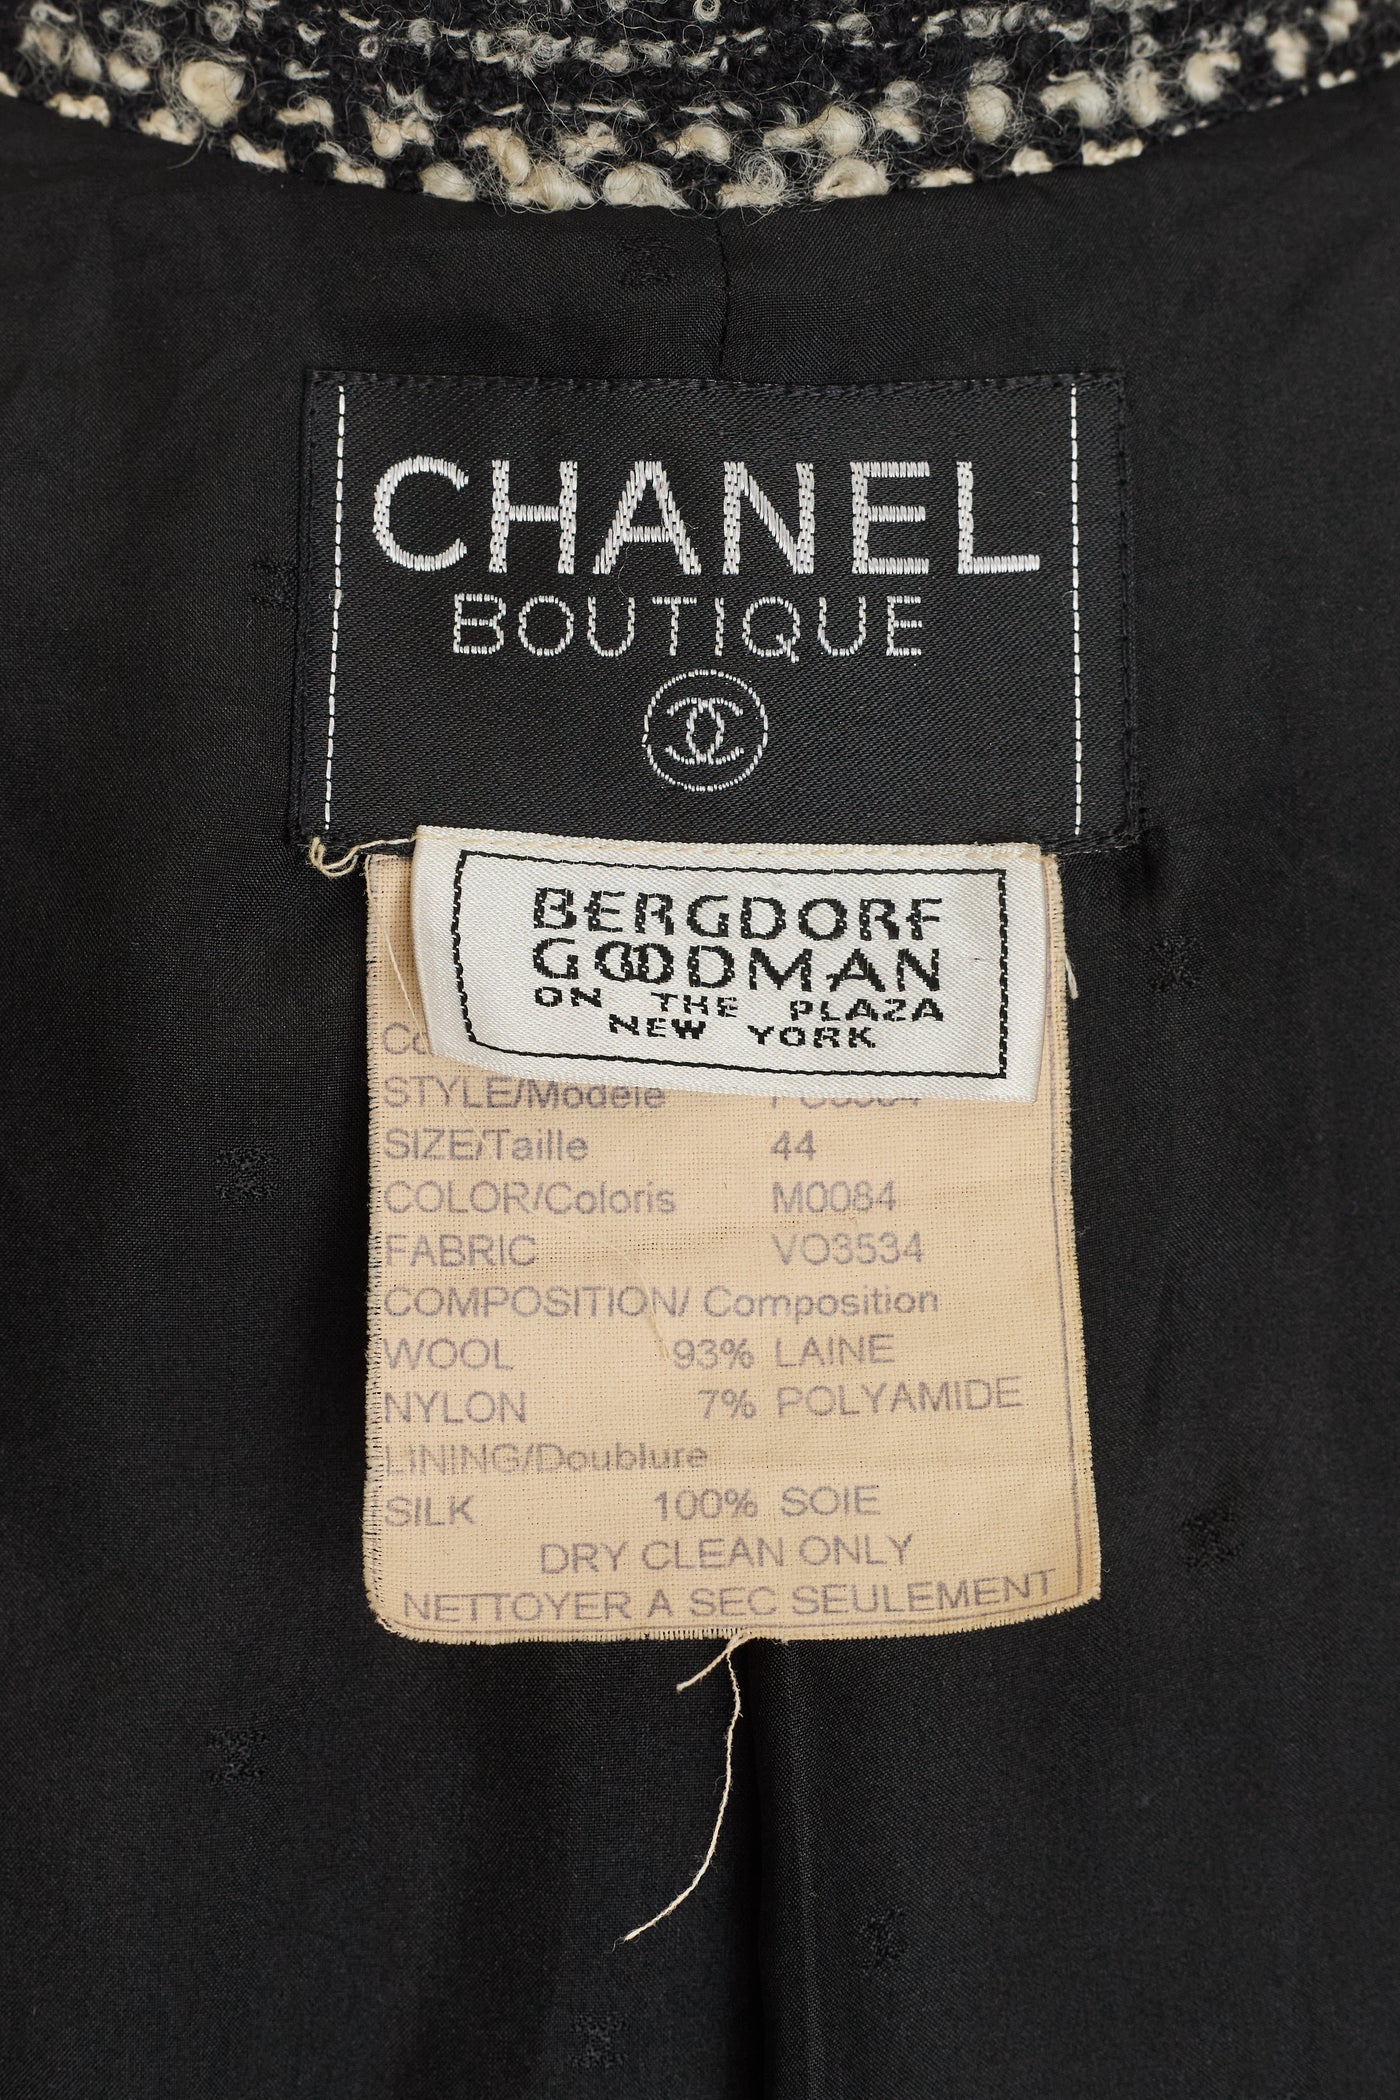 CHANEL
BOUTIQUE
BERGDORF
GOODMAN
ON THE PLAZA
NEW YORK
STYLE/Modele
SIZE/Taille 44
COLOR/Coloris M0084
FABRIC VO3534
COMPOSITION/ Composition
WOOL 93% LAINE
NYLON 7% POLYAMIDE
LINING/Doublure
SILK 100% SOIE
DRY CLEAN ONLY
NETTOYER A SEC SEULEMENT